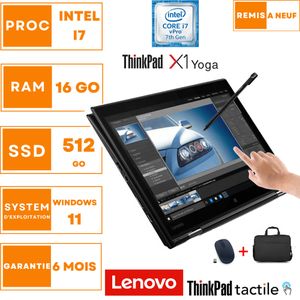 PROC
INTEL
I7
intel
CORE i7
vPro
7th Gen
REMIS A NEUF
ThinkPad X1 Yoga
RAM
16 GO
SSD
512
GO
SYSTEM
D'EXPLOITATION
WINDOWS
11
GARANTIE
6 MOIS
Lenovo
ThinkPad tactile